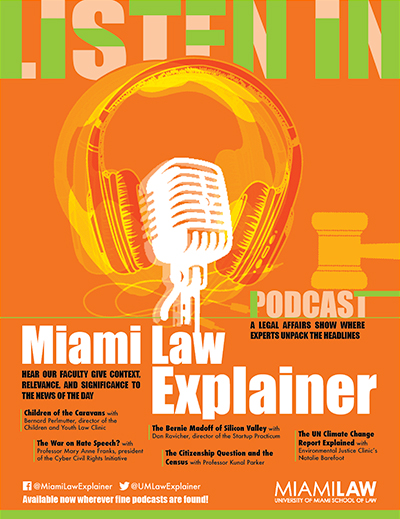 LISTEN IN
PODCAST
A LEGAL AFFAIRS SHOW WHERE
EXPERTS UNPACK THE HEADLINES
Miami Law
Explainer
HEAR OUR FACULTY GIVE CONTEXT,
RELEVANCE, AND SIGNIFICANCE TO
THE NEWS OF THE DAY
Children of the Caravans with
Bernard Perlmutter, director of the
Children and Youth Law Clinic
The War on Hate Speech? with
Professor Mary Anne Franks, president
of the Cyber Civil Rights Initiative
The Bernie Madoff of Silicon Valley with
Dan Ravicher, director of the Startup Practicum
The Citizenship Question and the
Census with Professor Kunal Parker
The UN Climate Change
Report Explained with
Environmental Justice Clinic's
Natalie Barefoot
@MiamiLawExplainer @UMLawExplainer
Available now wherever fine podcasts are found!
MIAMILAW
UNIVERSITY OF MIAMI SCHOOL OF LAW